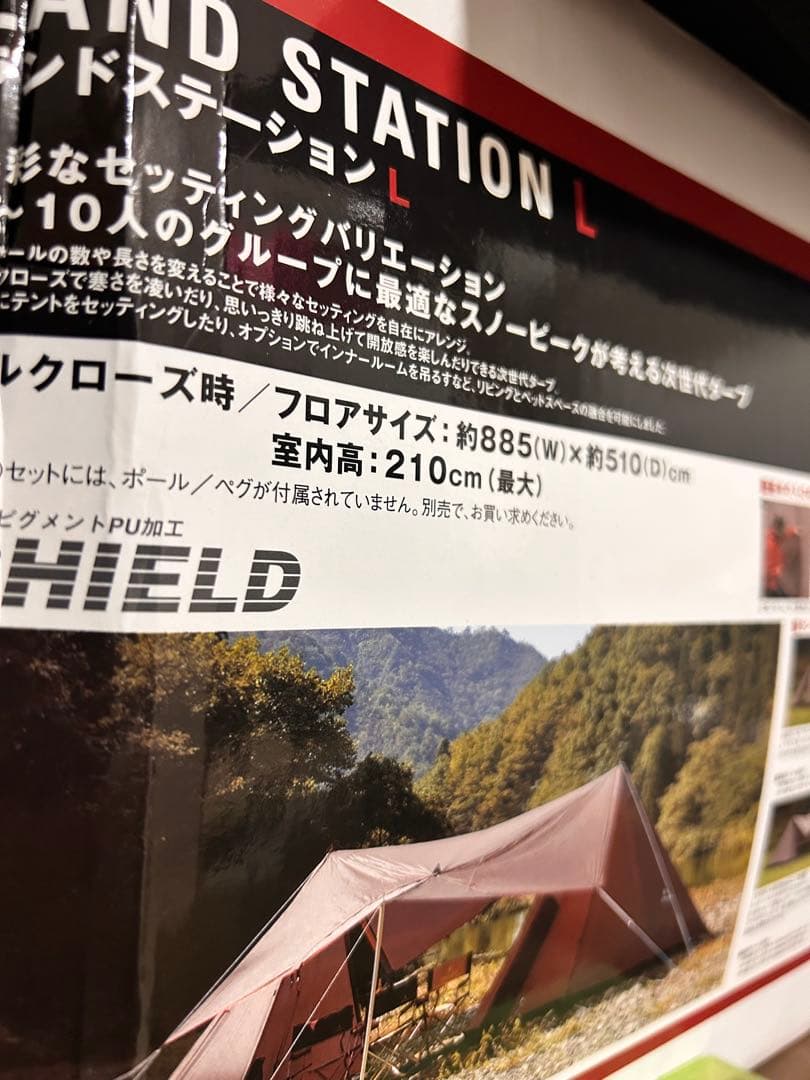 LAND STATION L
ンドステーション L
彩なセッティングバリエーション
～10人のグループに最適なスノーピークが考える次世代タープ
ポールの数や長さを変えることで様々なセッティングを自在にアレンジ。
クローズで寒さを凌いだり、思いっきり跳ね上げて開放感を楽しんだりできる次世代タープ。
にテントをセッティングしたり、オプションでインナールームを吊るすなど、リビングとベッドスペースの融合を可能にしました。
ルクローズ時／フロアサイズ：約885(W)×約510(D)cm
室内高：210cm（最大）
のセットには、ポール／ペグが付属されていません。別売で、お買い求めください。
ピグメントPU加工
SHIELD